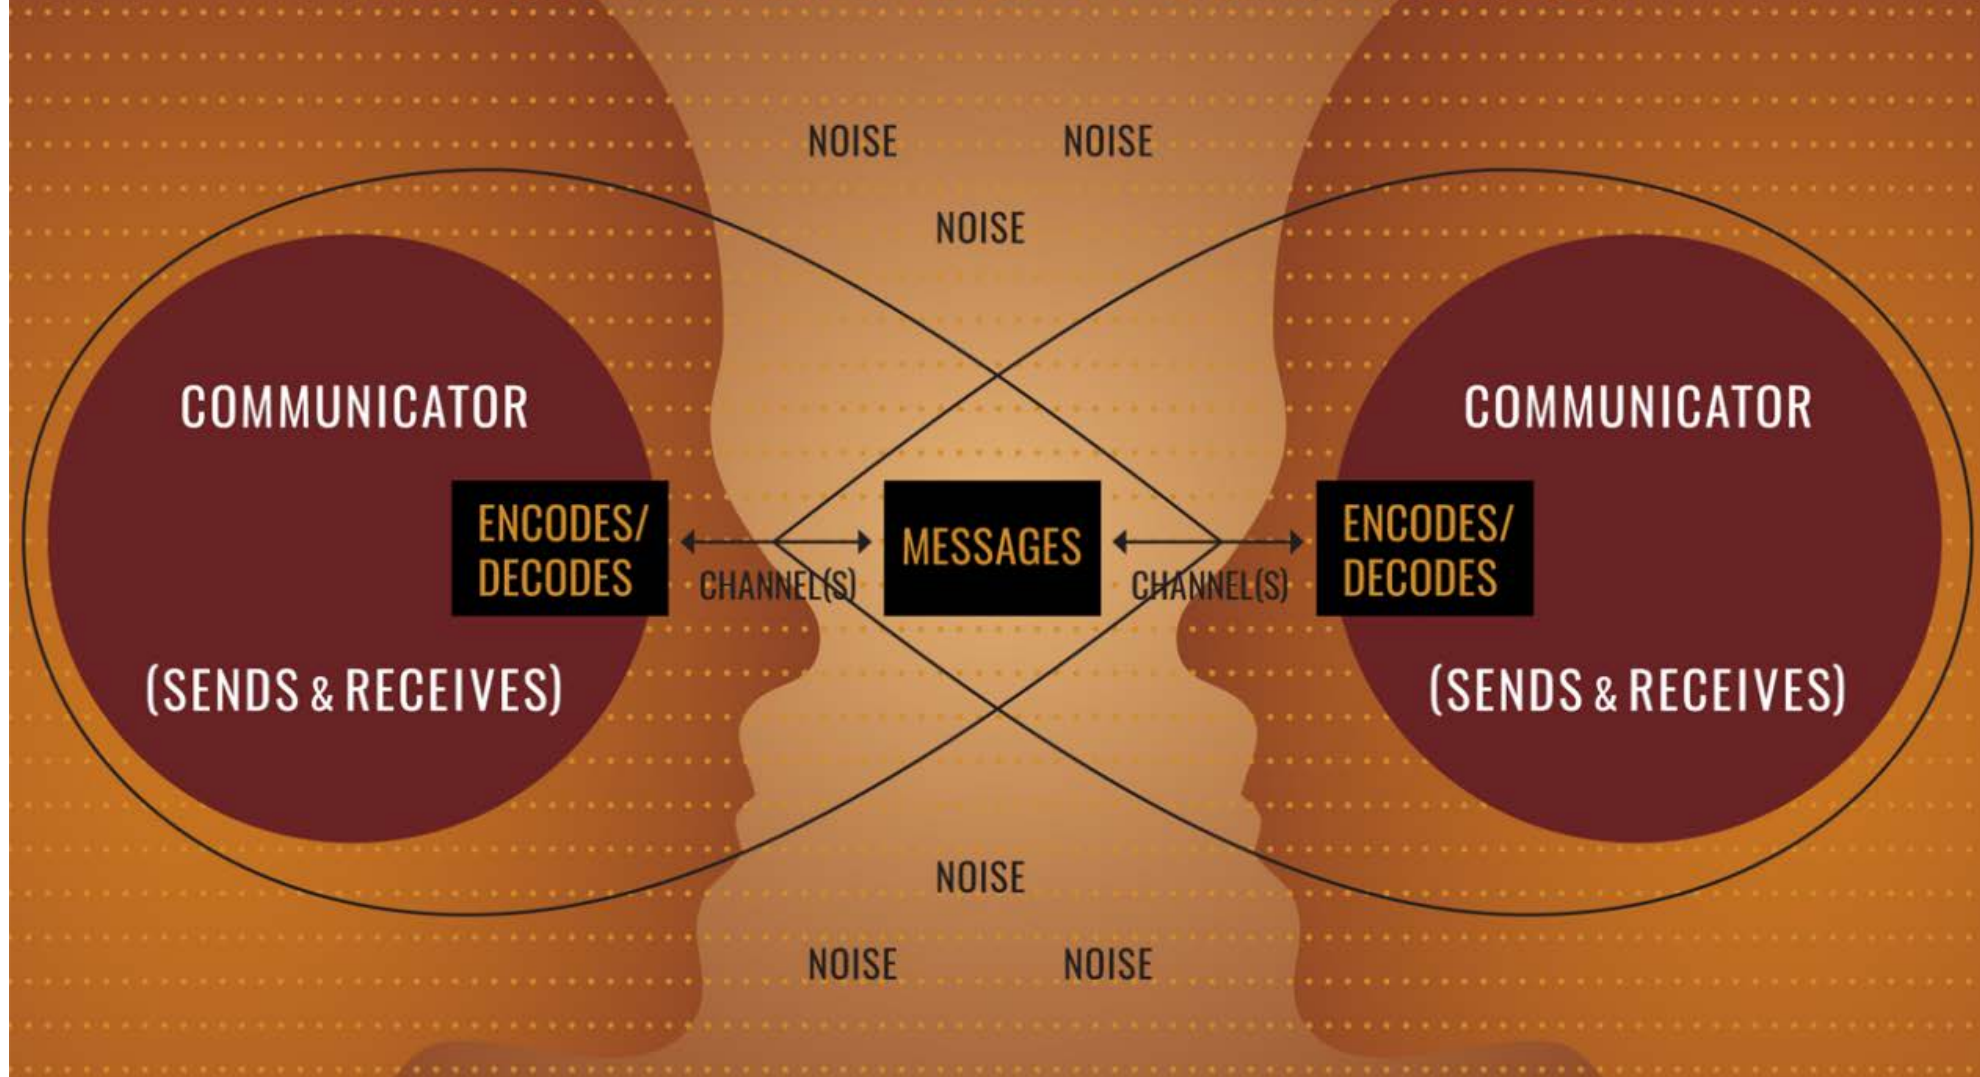 NOISE NOISE
NOISE
COMMUNICATOR
ENCODES/
DECODES
(SENDS & RECEIVES)
CHANNEL(S)
MESSAGES
CHANNEL(S)
COMMUNICATOR
ENCODES/
DECODES
(SENDS & RECEIVES)
NOISE
NOISE NOISE